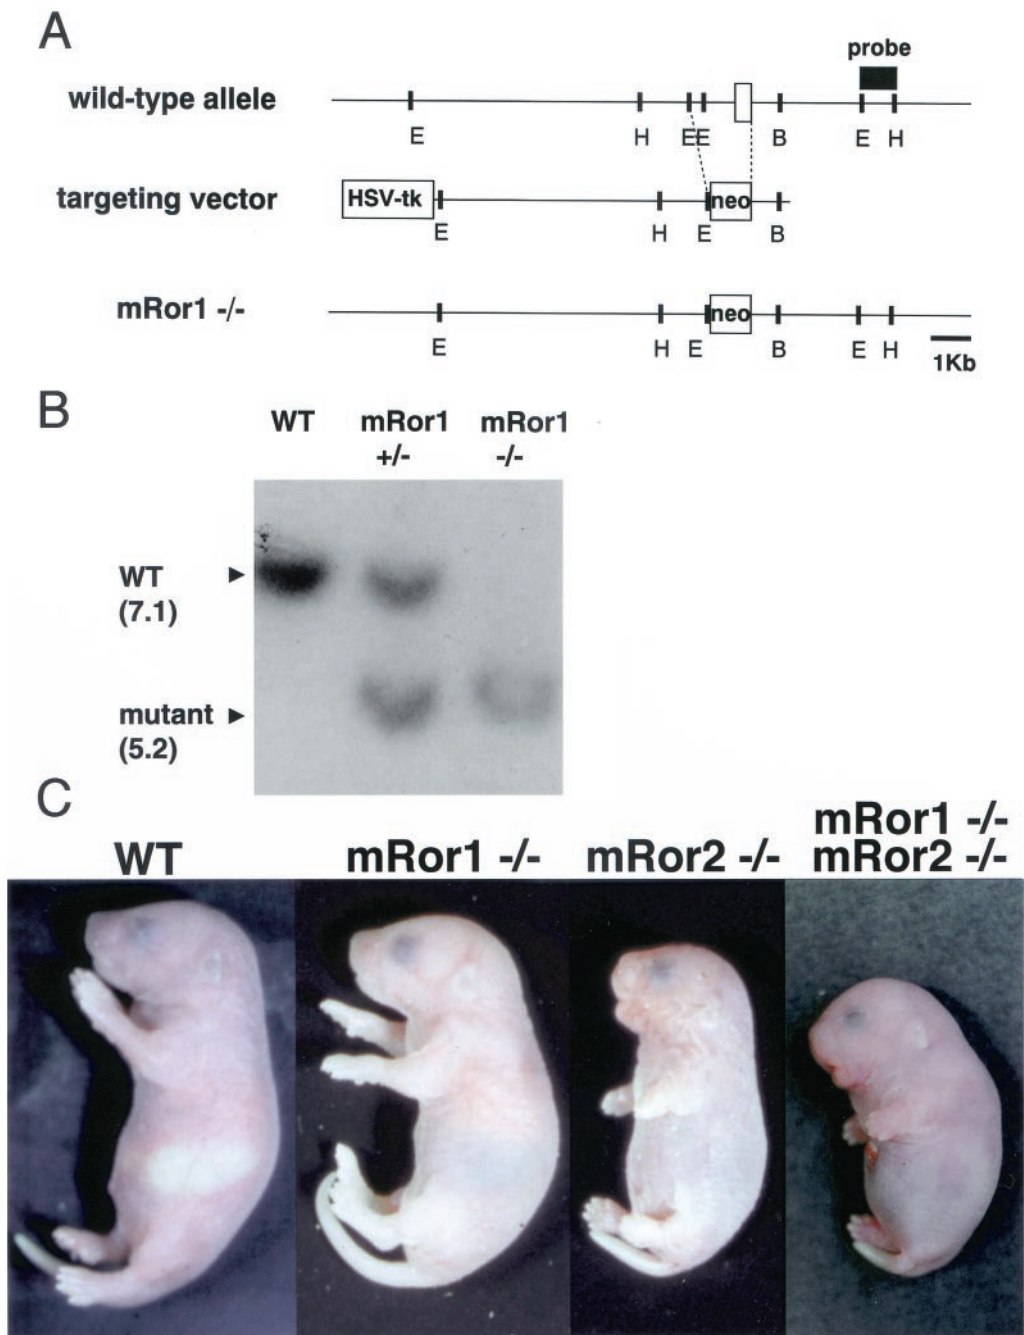 A
probe
wild-type allele
E H EE B E H
targeting vector
HSV-tk neo
E H E B
mRor1 -/-
neo
E H E B E H
1Kb
B
WT mRor1 mRor1
+/- -/-
WT
(7.1)
mutant
(5.2)
C
WT mRor1 -/- mRor2 -/- mRor1 -/-
mRor2 -/-